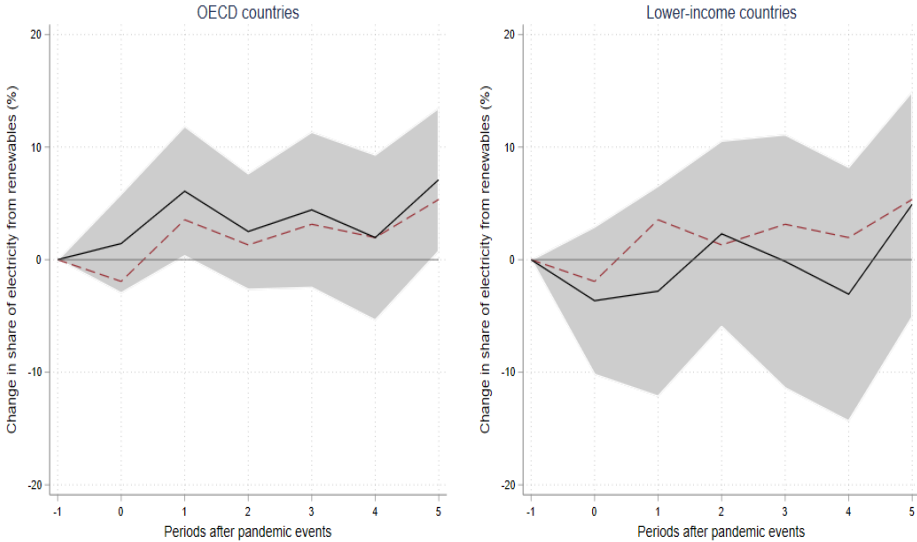 OECD countries
Change in share of electricity from renewables (%)
20
10
0
-10
-20
-1 0 1 2 3 4 5
Periods after pandemic events
Lower-income countries
Change in share of electricity from renewables (%)
20
10
0
-10
-20
-1 0 1 2 3 4 5
Periods after pandemic events